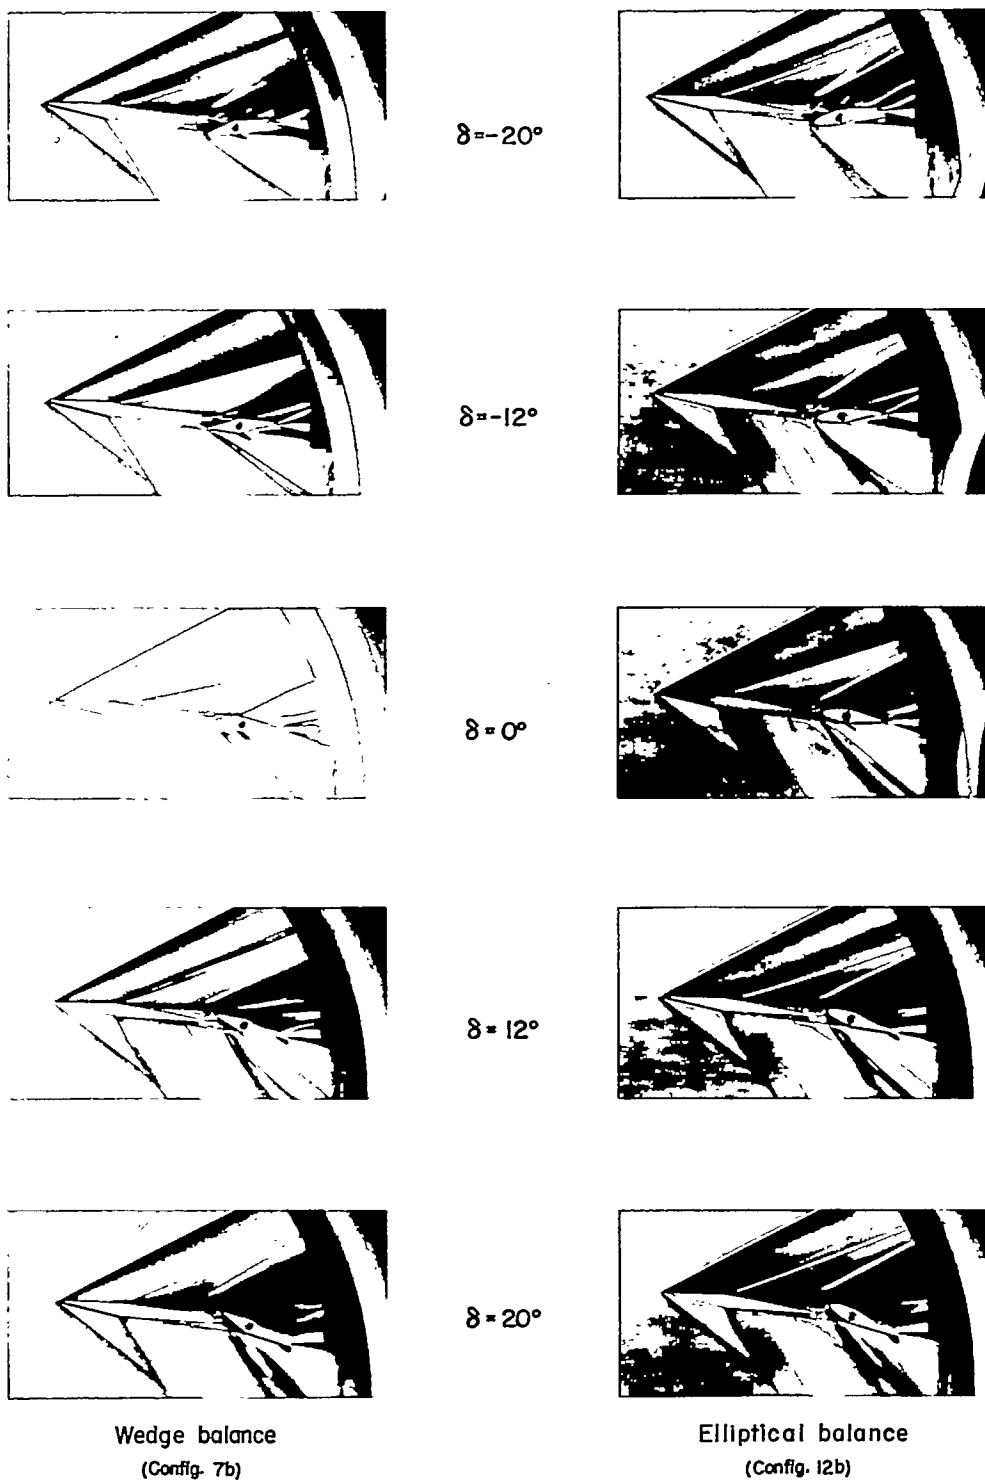 δ=-20°
δ=-12°
δ=0°
δ=12°
δ=20°
Wedge balance
(Config. 7b)
Elliptical balance
(Config. 12b)